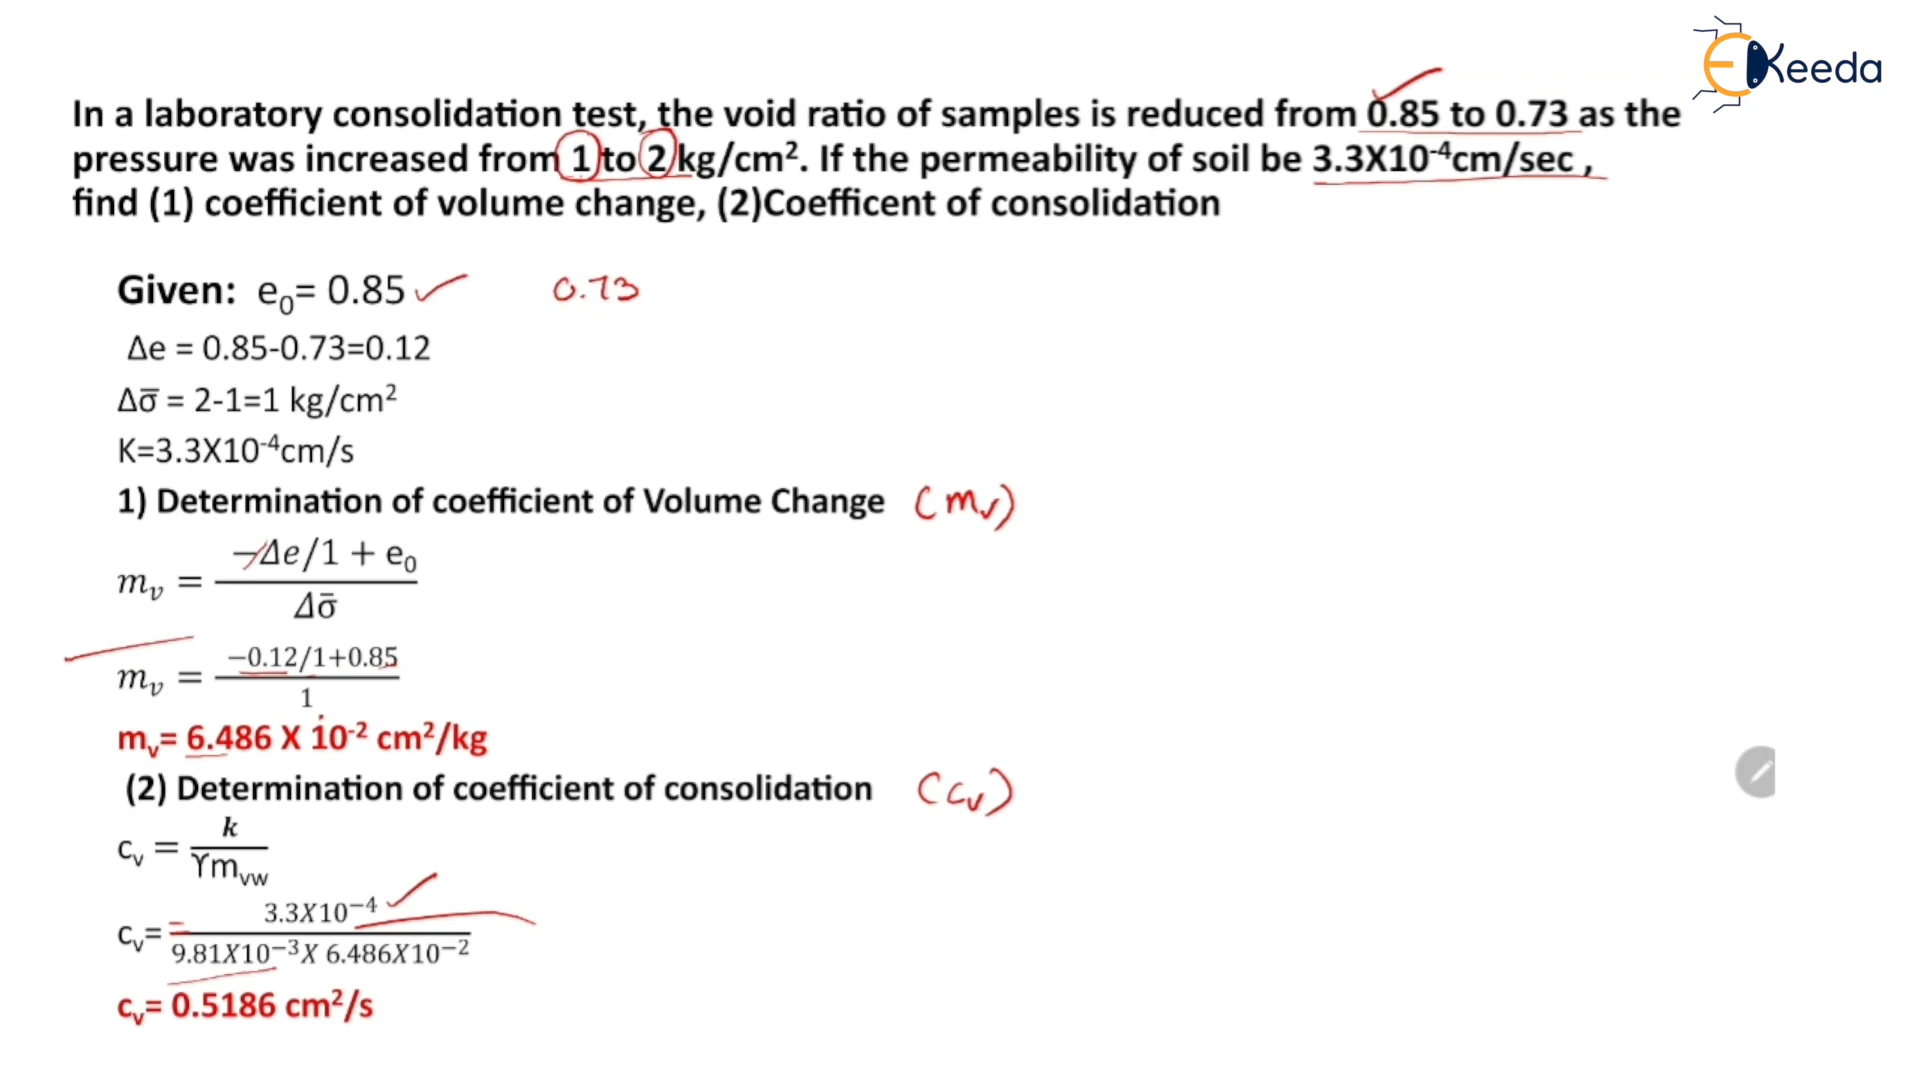 EKeeda
In a laboratory consolidation test, the void ratio of samples is reduced from 0.85 to 0.73 as the
pressure was increased from 1 to 2 kg/cm². If the permeability of soil be 3.3X10⁻⁴cm/sec ,
find (1) coefficient of volume change, (2)Coefficent of consolidation
Given: e₀= 0.85 0.73
Δe = 0.85-0.73=0.12
Δσ̅ = 2-1=1 kg/cm²
K=3.3X10⁻⁴cm/s
1) Determination of coefficient of Volume Change (mᵥ)
−Δe/1 + e₀
mᵥ =
Δσ̅
−0.12/1+0.85
mᵥ =
1
mᵥ= 6.486 X 10⁻² cm²/kg
(2) Determination of coefficient of consolidation (cᵥ)
k
cᵥ =
ϒm_vw
3.3X10⁻⁴
cᵥ= =
9.81X10⁻³X 6.486X10⁻²
cᵥ= 0.5186 cm²/s